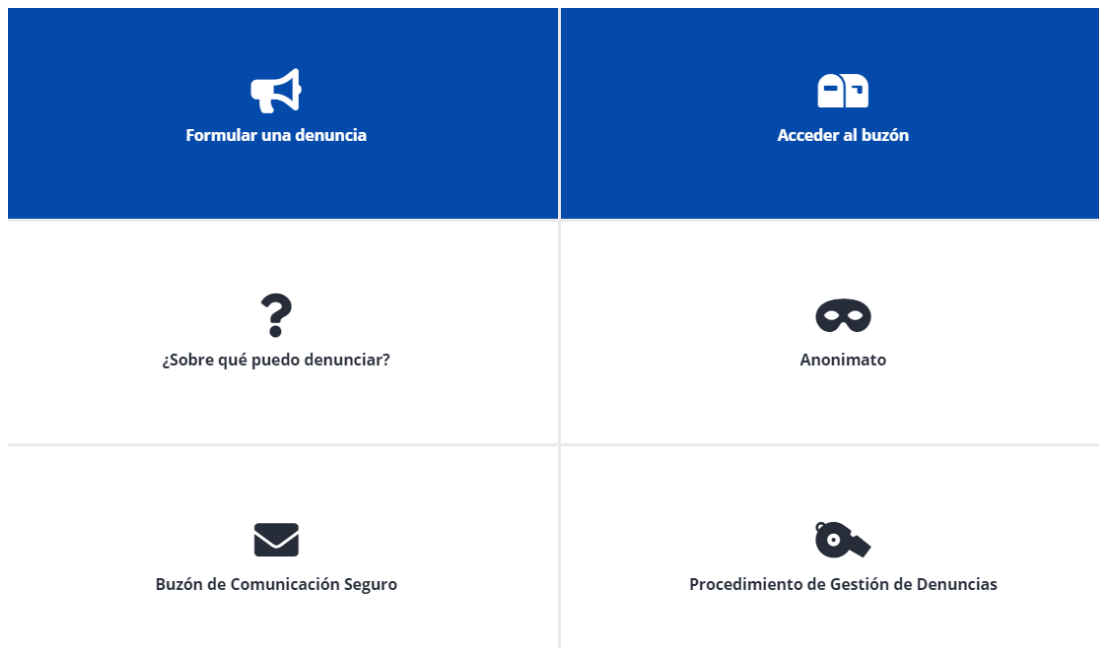 Formular una denuncia
Acceder al buzón
¿Sobre qué puedo denunciar?
Anonimato
Buzón de Comunicación Seguro
Procedimiento de Gestión de Denuncias